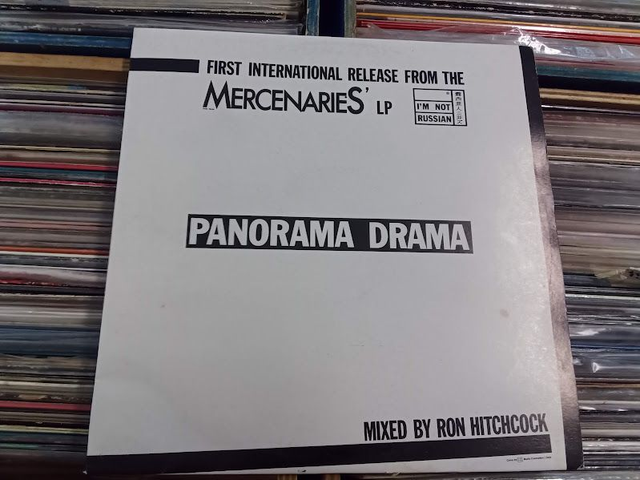 FIRST INTERNATIONAL RELEASE FROM THE
MERCENARIES' LP
I'M NOT
RUSSIAN
PANORAMA DRAMA
MIXED BY RON HITCHCOCK